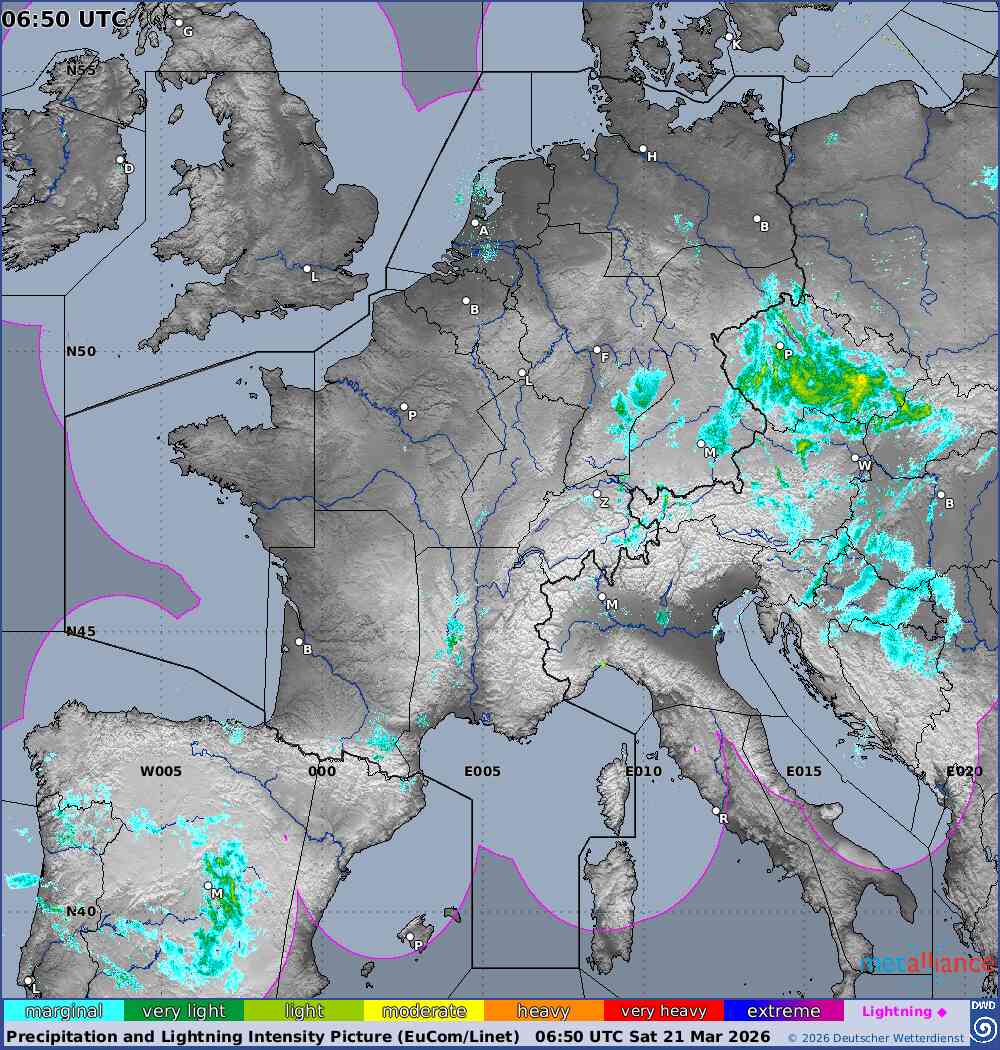 06:50 UTC
G
K
N55
D
H
A
B
B
L
B
N50
P
F
L
P
M
W
Z
B
M
N45
B
W005
000
E005
E010
E015
E020
R
M
N40
P
L
metalliance
marginal
very light
light
moderate
heavy
very heavy
extreme
Lightning ◆
DWD
Precipitation and Lightning Intensity Picture (EuCom/Linet) 06:50 UTC Sat 21 Mar 2026 © 2026 Deutscher Wetterdienst